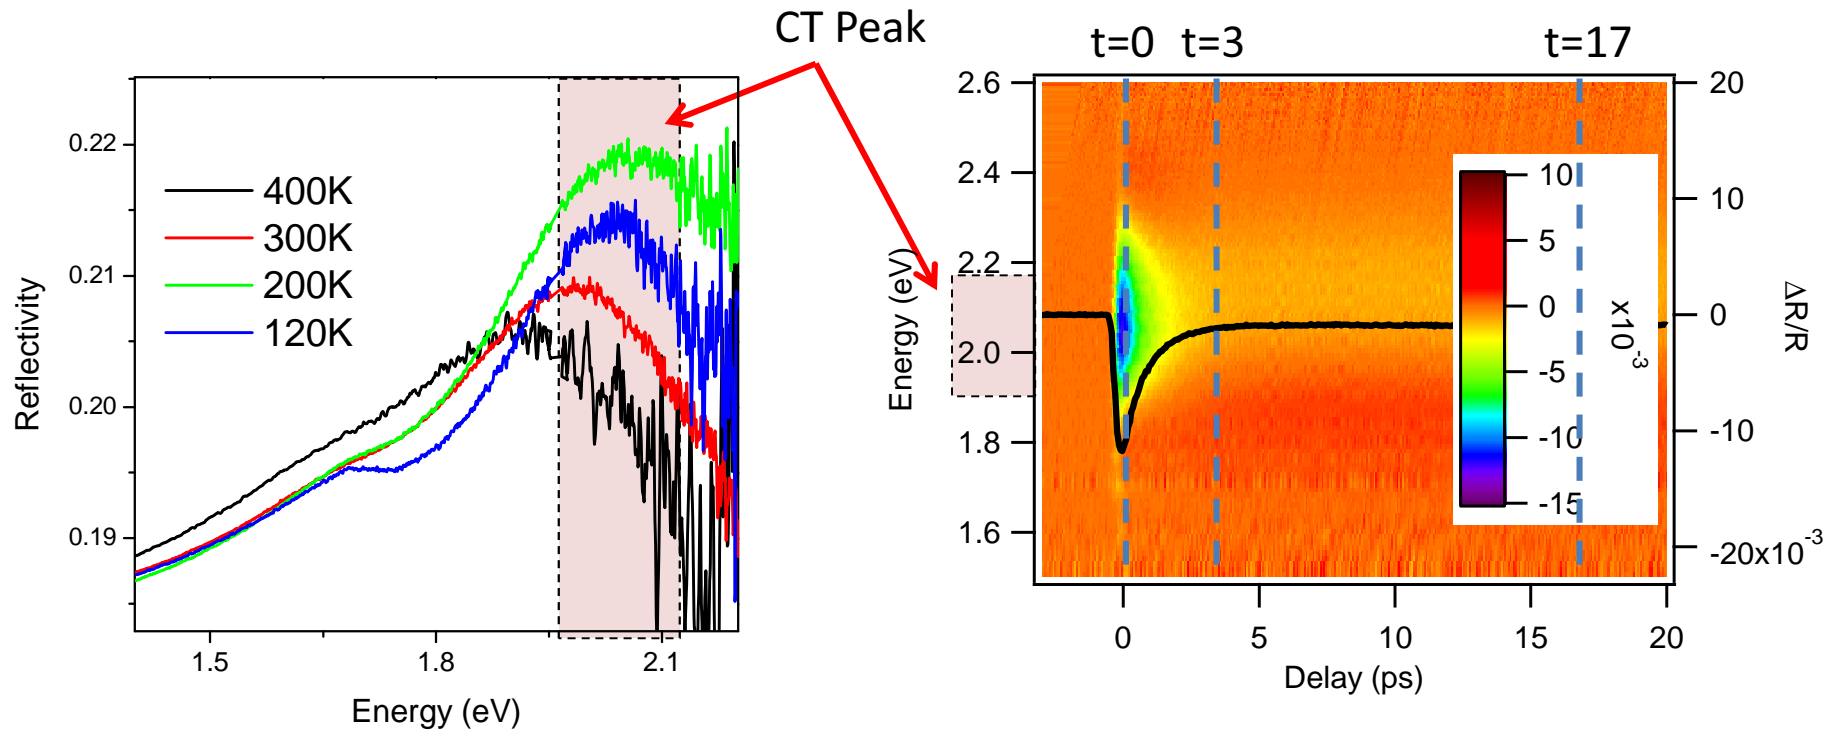 CT Peak
0.22
0.21
0.20
0.19
Reflectivity
400K
300K
200K
120K
1.5
1.8
2.1
Energy (eV)
t=0
t=3
t=17
2.6
2.4
2.2
2.0
1.8
1.6
Energy (eV)
10
5
0
-5
-10
-15
x10⁻³
20
10
0
-10
-20x10⁻³
ΔR/R
0
5
10
15
20
Delay (ps)